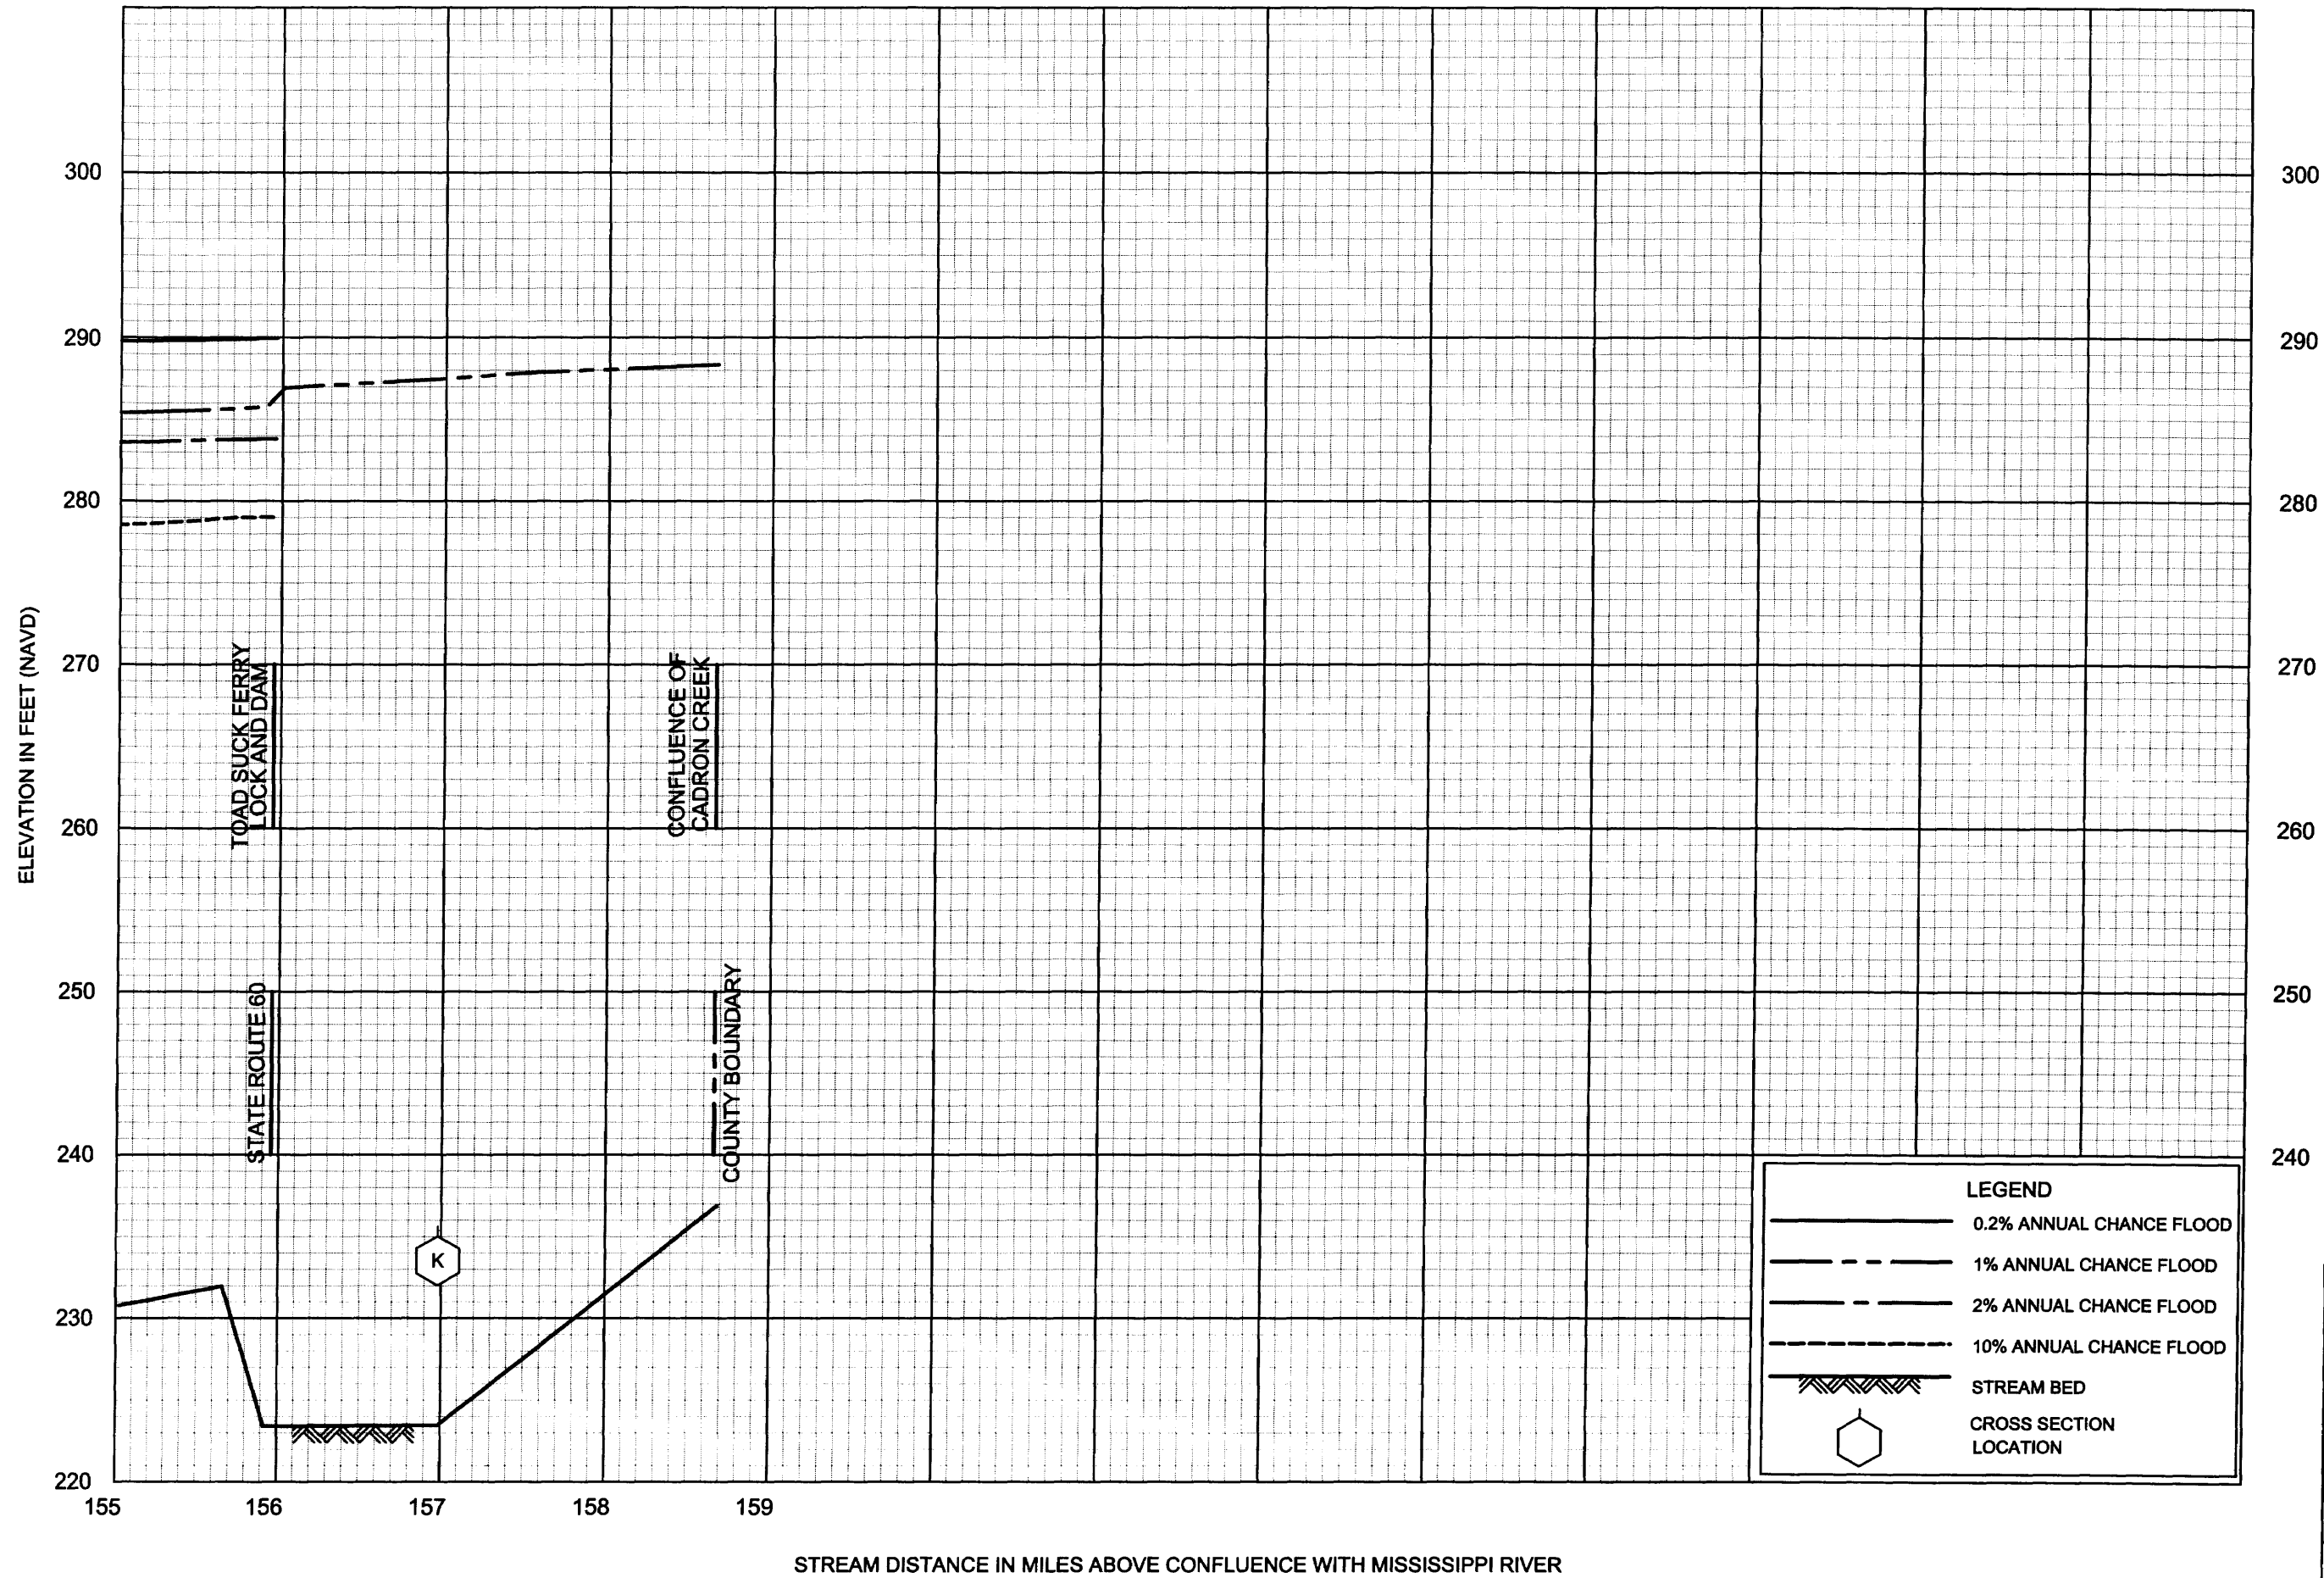 300
290
280
270
260
250
240
230
220
ELEVATION IN FEET (NAVD)
300
290
280
270
260
250
240
TOAD SUCK FERRY
LOCK AND DAM
CONFLUENCE OF
CADRON CREEK
STATE ROUTE 60
COUNTY BOUNDARY
K
LEGEND
0.2% ANNUAL CHANCE FLOOD
1% ANNUAL CHANCE FLOOD
2% ANNUAL CHANCE FLOOD
10% ANNUAL CHANCE FLOOD
STREAM BED
CROSS SECTION
LOCATION
155 156 157 158 159
STREAM DISTANCE IN MILES ABOVE CONFLUENCE WITH MISSISSIPPI RIVER